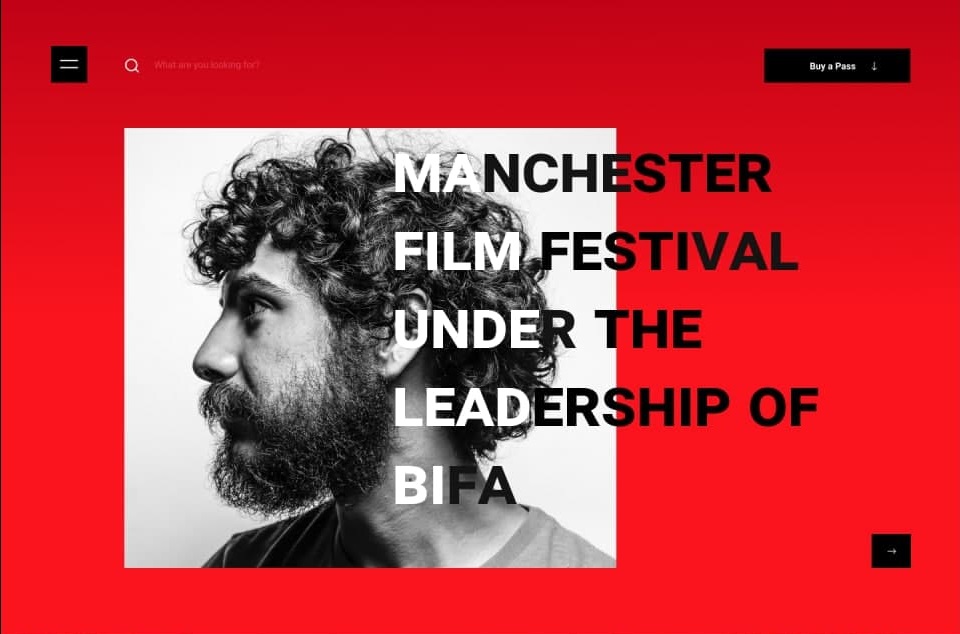 What are you looking for?
Buy a Pass ↓
MANCHESTER
FILM FESTIVAL
UNDER THE
LEADERSHIP OF
BIFA
→